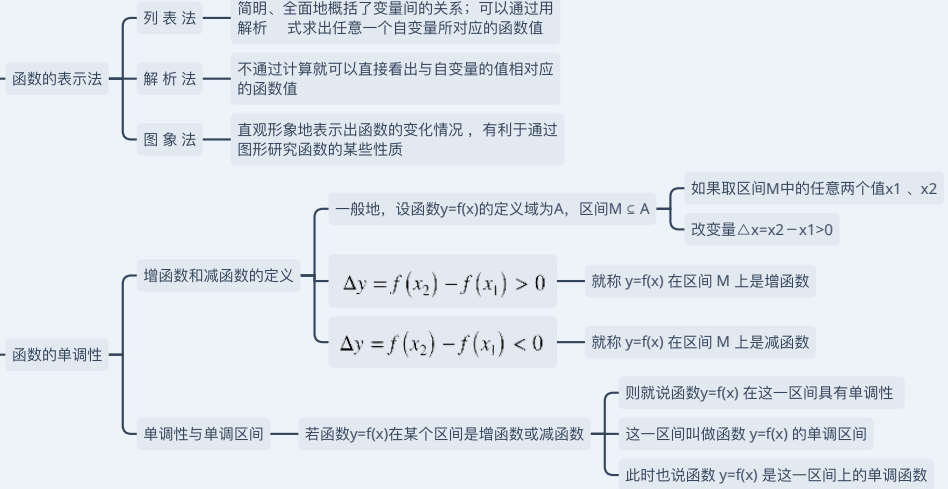 简明、全面地概括了变量间的关系；可以通过用
列 表 法
解析 式求出任意一个自变量所对应的函数值
函数的表示法
解 析 法
不通过计算就可以直接看出与自变量的值相对应
的函数值
图 象 法
直观形象地表示出函数的变化情况 ，有利于通过
图形研究函数的某些性质
如果取区间M中的任意两个值x1 、x2
一般地，设函数y=f(x)的定义域为A，区间M ⊆ A
改变量△x=x2－x1>0
增函数和减函数的定义
Δy = f(x₂) − f(x₁) > 0
就称 y=f(x) 在区间 M 上是增函数
Δy = f(x₂) − f(x₁) < 0
就称 y=f(x) 在区间 M 上是减函数
函数的单调性
则就说函数y=f(x) 在这一区间具有单调性
单调性与单调区间
若函数y=f(x)在某个区间是增函数或减函数
这一区间叫做函数 y=f(x) 的单调区间
此时也说函数 y=f(x) 是这一区间上的单调函数